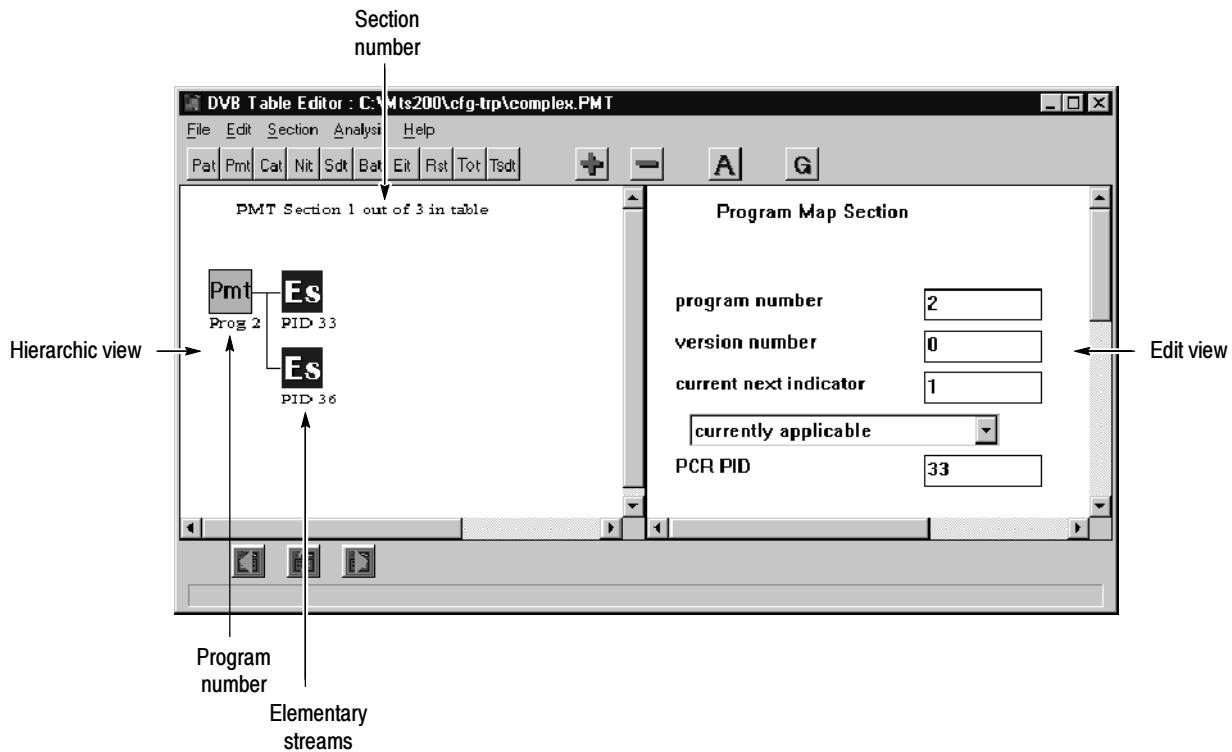 Section
number
DVB Table Editor : C:\Mts200\cfg-trp\complex.PMT
File Edit Section Analysis Help
Pat Pmt Cat Nit Sdt Bat Eit Rst Tot Tsdt + - A G
PMT Section 1 out of 3 in table
Program Map Section
Pmt Es
Prog 2 PID 33
Es
PID 36
program number 2
version number 0
current next indicator 1
currently applicable
PCR PID 33
Hierarchic view
Edit view
Program
number
Elementary
streams